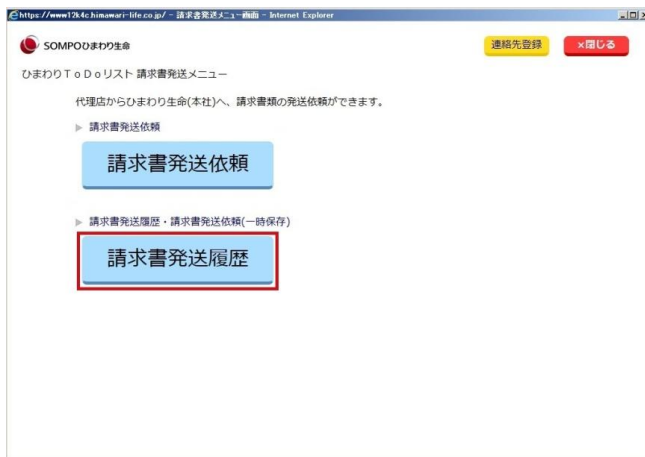 https://www12k4c.himawari-life.co.jp/ - 請求書発送メニュー画面 - Internet Explorer
SOMPOひまわり生命
連絡先登録
×閉じる
ひまわりToDoリスト 請求書発送メニュー
代理店からひまわり生命(本社)へ、請求書類の発送依頼ができます。
▶ 請求書発送依頼
請求書発送依頼
▶ 請求書発送履歴・請求書発送依頼(一時保存)
請求書発送履歴